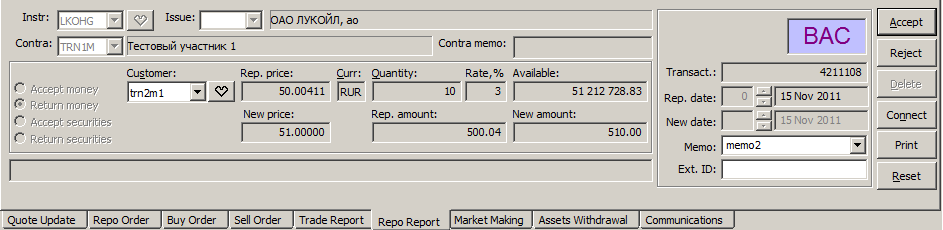 Instr: LKOHG Issue: ОАО ЛУКОЙЛ, ао
Contra: TRN1M Тестовый участник 1 Contra memo:
BAC
Accept
Reject
Delete
Connect
Print
Reset
Accept money
Return money
Accept securities
Return securities
Customer: Rep. price: Curr: Quantity: Rate,% Available:
trn2m1 50.00411 RUR 10 3 51 212 728.83
New price: Rep. amount: New amount:
51.00000 500.04 510.00
Transact.: 4211108
Rep. date: 0 15 Nov 2011
New date: 15 Nov 2011
Memo: memo2
Ext. ID:
Quote Update Repo Order Buy Order Sell Order Trade Report Repo Report Market Making Assets Withdrawal Communications